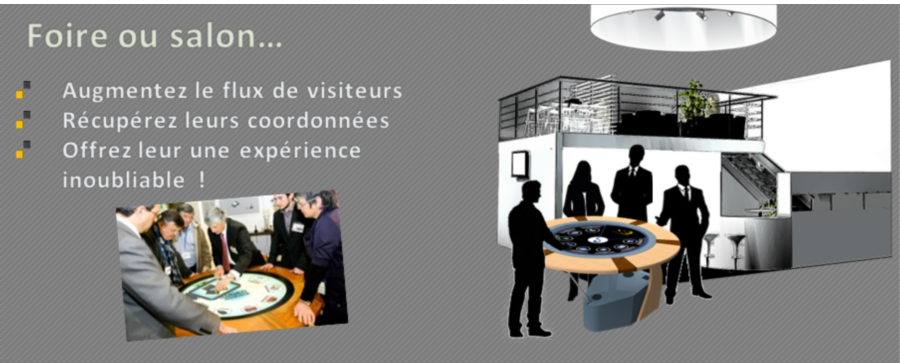 Foire ou salon...
Augmentez le flux de visiteurs
Récupérez leurs coordonnées
Offrez leur une expérience
inoubliable !